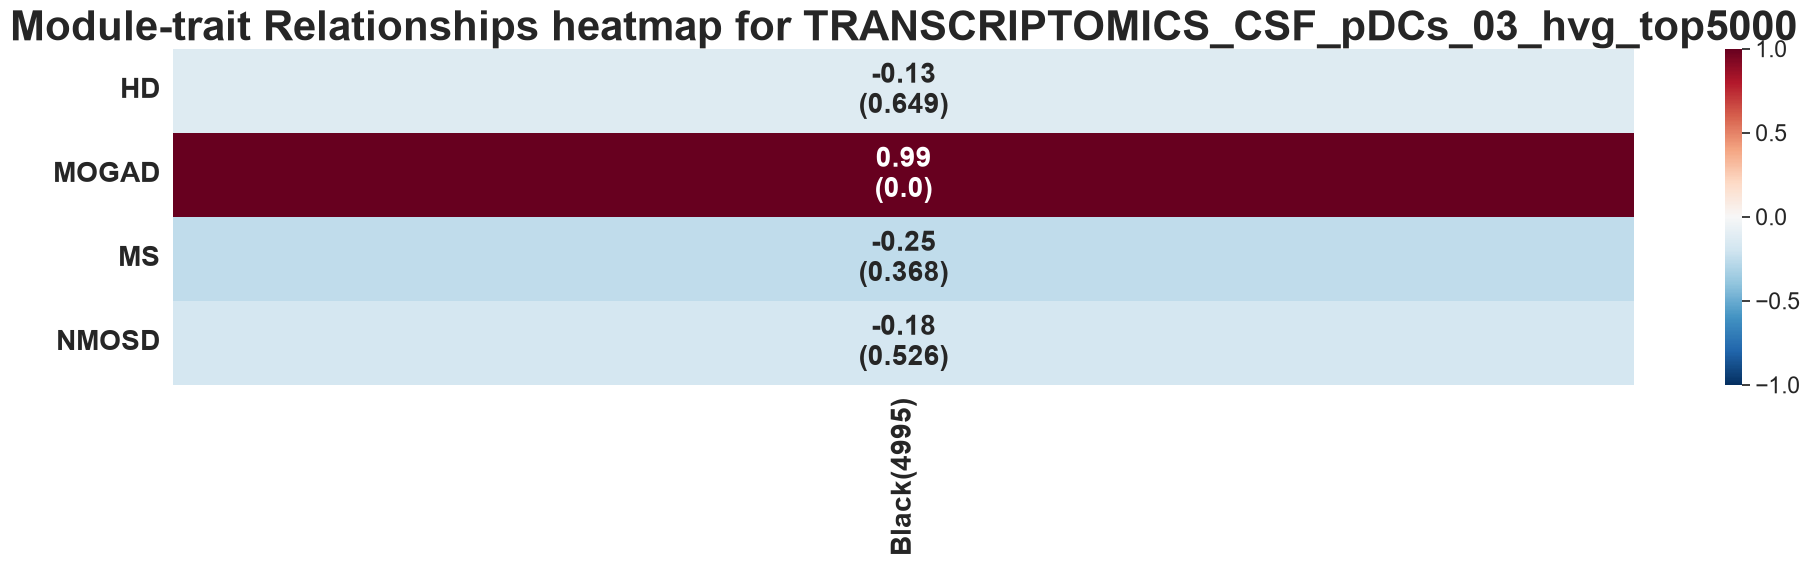 Module-trait Relationships heatmap for TRANSCRIPTOMICS_CSF_pDCs_03_hvg_top5000
HD
-0.13
(0.649)
MOGAD
0.99
(0.0)
MS
-0.25
(0.368)
NMOSD
-0.18
(0.526)
Black(4995)
1.0
0.5
0.0
−0.5
−1.0